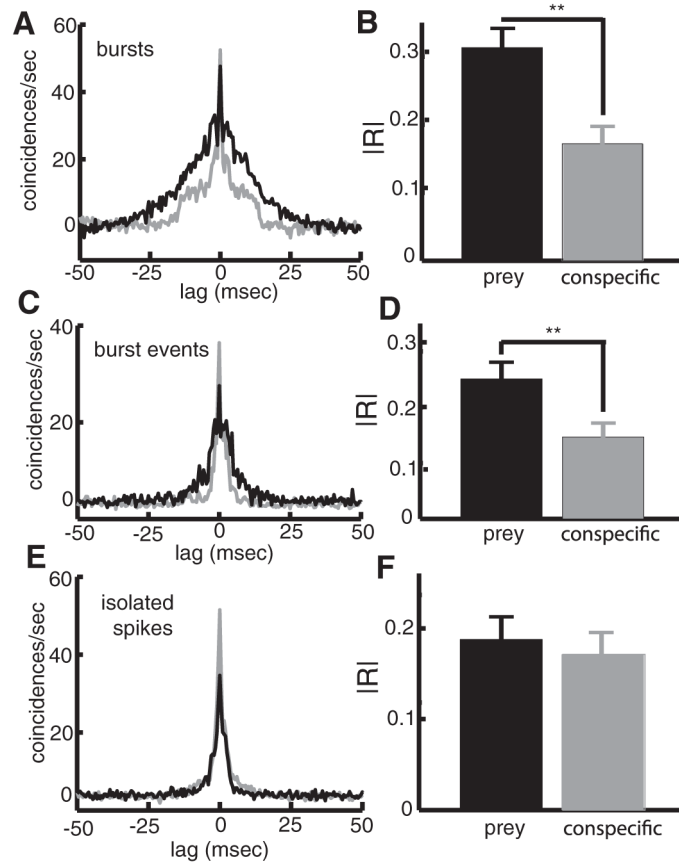 A
bursts
coincidences/sec
60
40
20
0
-50
-25
0
25
50
lag (msec)
B
**
|R|
0.3
0.2
0.1
0
prey
conspecific
C
burst events
coincidences/sec
40
20
0
-50
-25
0
25
50
lag (msec)
D
**
|R|
0.3
0.2
0.1
0
prey
conspecific
E
isolated
spikes
coincidences/sec
60
40
20
0
-50
-25
0
25
50
lag (msec)
F
|R|
0.2
0.1
0
prey
conspecific